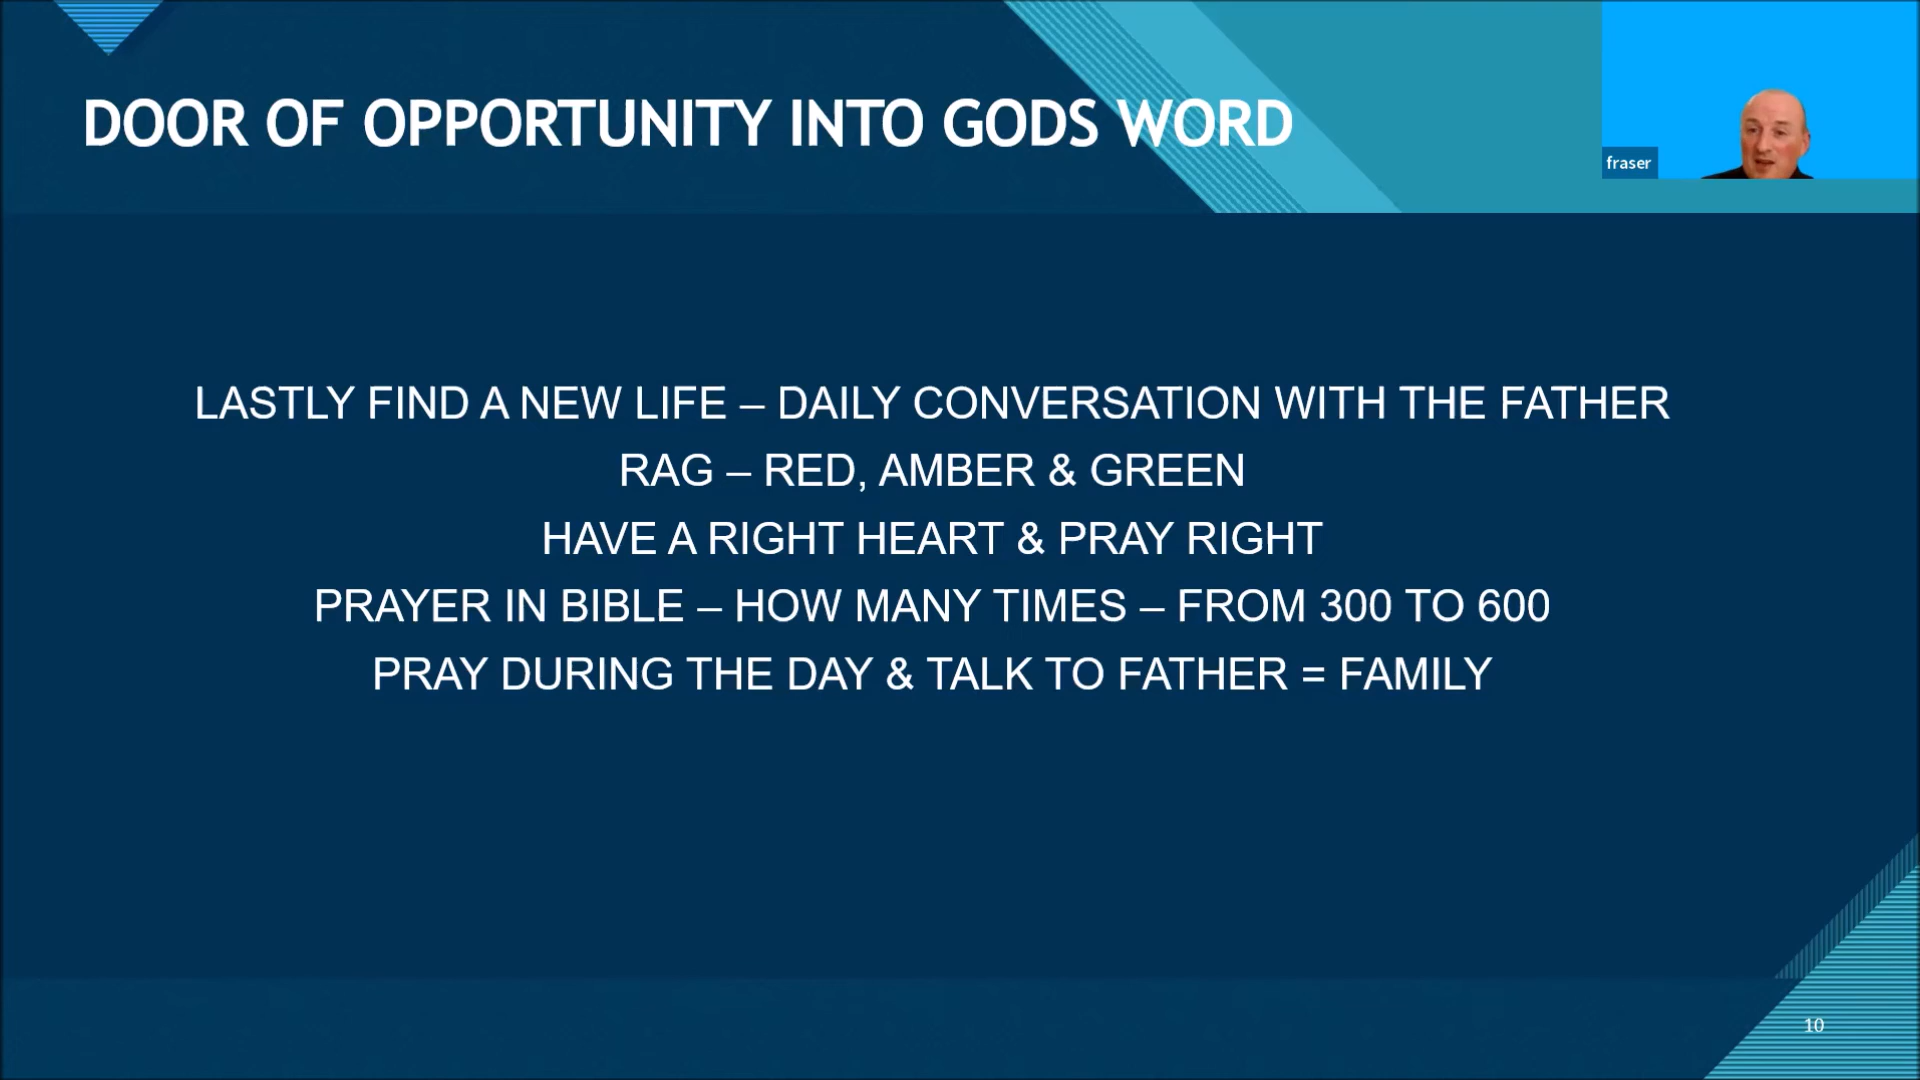 DOOR OF OPPORTUNITY INTO GODS WORD
fraser
LASTLY FIND A NEW LIFE – DAILY CONVERSATION WITH THE FATHER
RAG – RED, AMBER & GREEN
HAVE A RIGHT HEART & PRAY RIGHT
PRAYER IN BIBLE – HOW MANY TIMES – FROM 300 TO 600
PRAY DURING THE DAY & TALK TO FATHER = FAMILY
10